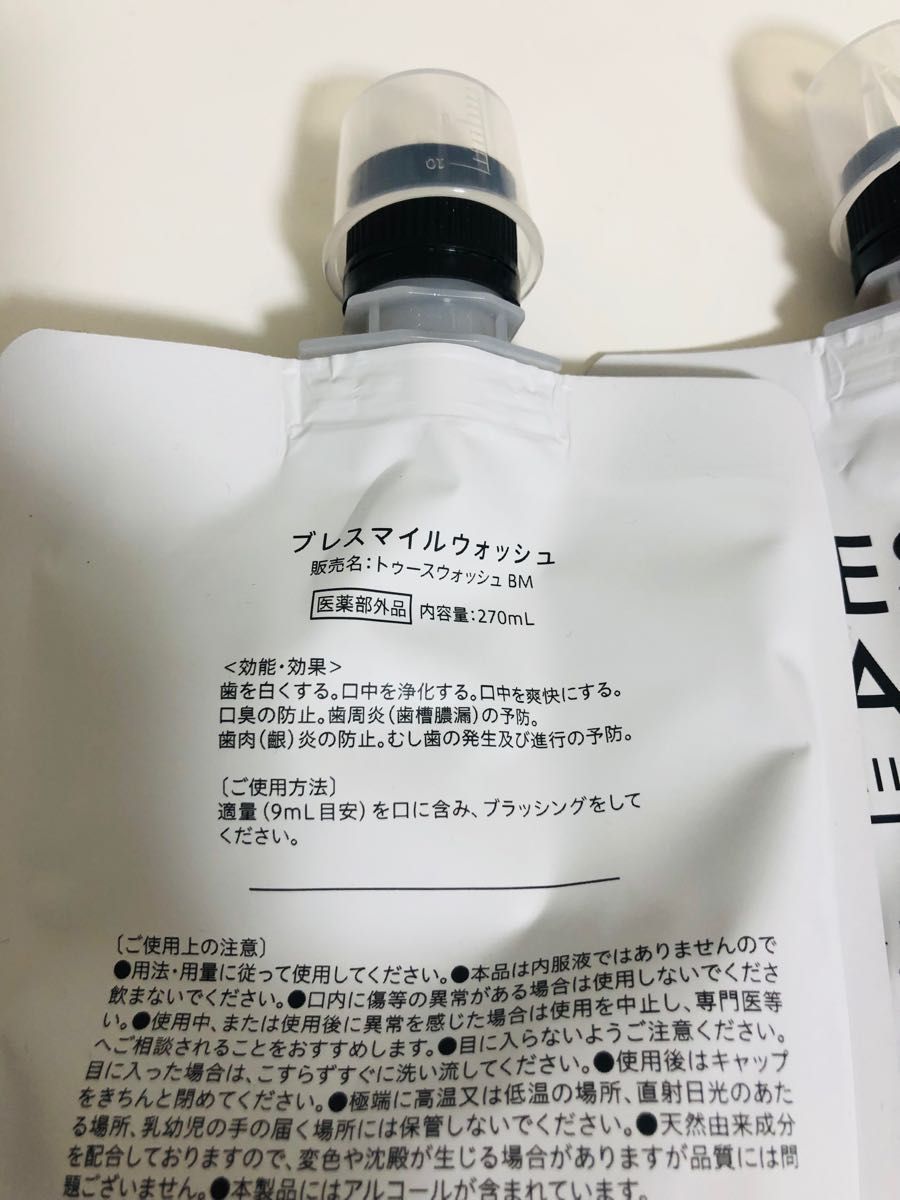 10
ブレスマイルウォッシュ
販売名:トゥースウォッシュ BM
医薬部外品 内容量:270mL
<効能・効果>
歯を白くする。口中を浄化する。口中を爽快にする。
口臭の防止。歯周炎(歯槽膿漏)の予防。
歯肉(齦)炎の防止。むし歯の発生及び進行の予防。
〔ご使用方法〕
適量(9mL目安)を口に含み、ブラッシングをして
ください。
〔ご使用上の注意〕
●用法・用量に従って使用してください。●本品は内服液ではありませんので
飲まないでください。●口内に傷等の異常がある場合は使用しないでくださ
い。●使用中、または使用後に異常を感じた場合は使用を中止し、専門医等
へご相談されることをおすすめします。●目に入らないようご注意ください。
目に入った場合は、こすらずすぐに洗い流してください。●使用後はキャップ
をきちんと閉めてください。●極端に高温又は低温の場所、直射日光のあた
る場所、乳幼児の手の届く場所には保管しないでください。●天然由来成分
を配合しておりますので、変色や沈殿が生じる場合がありますが品質には問
題ございません。●本製品にはアルコールが含まれています。
ES
A